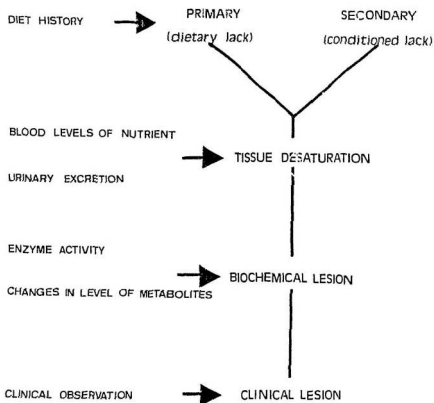 DIET HISTORY
PRIMARY
(dietary lack)
SECONDARY
(conditioned lack)
BLOOD LEVELS OF NUTRIENT
URINARY EXCRETION
TISSUE DESATURATION
ENZYME ACTIVITY
CHANGES IN LEVEL OF METABOLITES
BIOCHEMICAL LESION
CLINICAL OBSERVATION
CLINICAL LESION